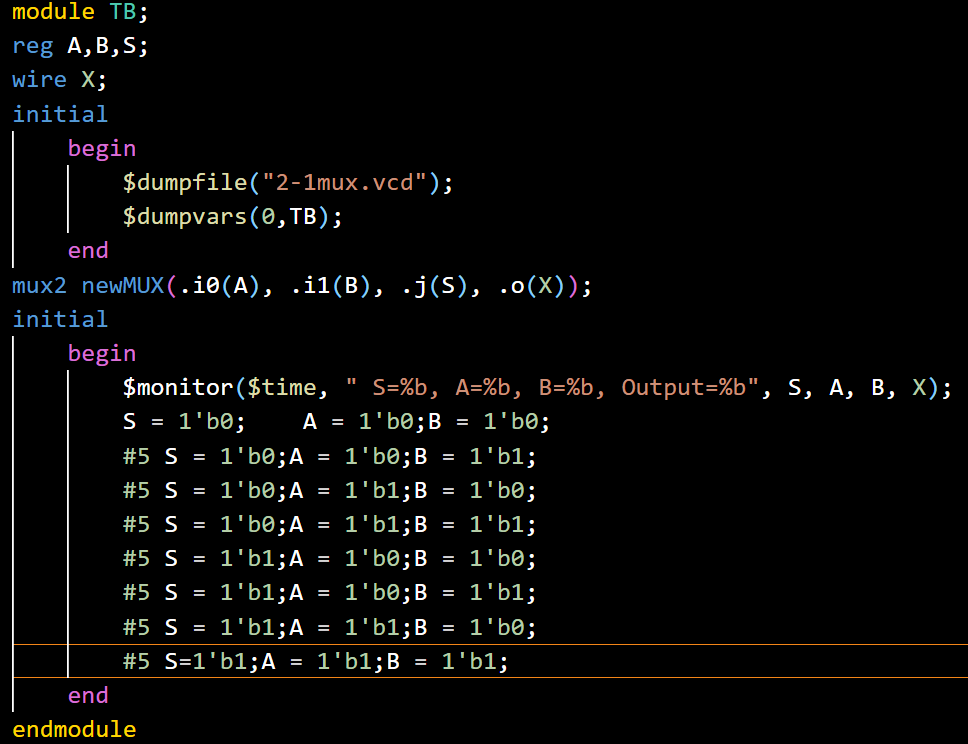 module TB;
reg A,B,S;
wire X;
initial
begin
$dumpfile("2-1mux.vcd");
$dumpvars(0,TB);
end
mux2 newMUX(.i0(A), .i1(B), .j(S), .o(X));
initial
begin
$monitor($time, " S=%b, A=%b, B=%b, Output=%b", S, A, B, X);
S = 1'b0;    A = 1'b0;B = 1'b0;
#5 S = 1'b0;A = 1'b0;B = 1'b1;
#5 S = 1'b0;A = 1'b1;B = 1'b0;
#5 S = 1'b0;A = 1'b1;B = 1'b1;
#5 S = 1'b1;A = 1'b0;B = 1'b0;
#5 S = 1'b1;A = 1'b0;B = 1'b1;
#5 S = 1'b1;A = 1'b1;B = 1'b0;
#5 S=1'b1;A = 1'b1;B = 1'b1;
end
endmodule